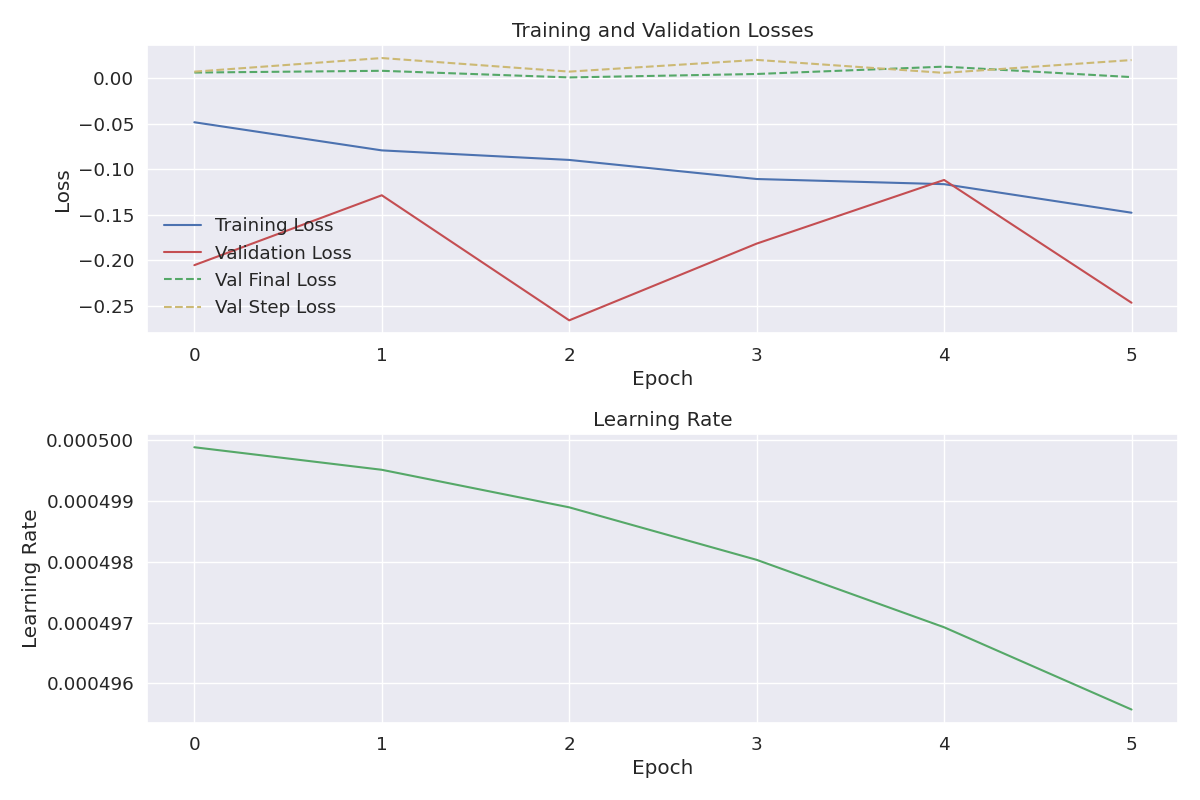 Training and Validation Losses
0.00
−0.05
−0.10
−0.15
−0.20
−0.25
Loss
Training Loss
Validation Loss
Val Final Loss
Val Step Loss
0 1 2 3 4 5
Epoch
Learning Rate
0.000500
0.000499
0.000498
0.000497
0.000496
Learning Rate
0 1 2 3 4 5
Epoch